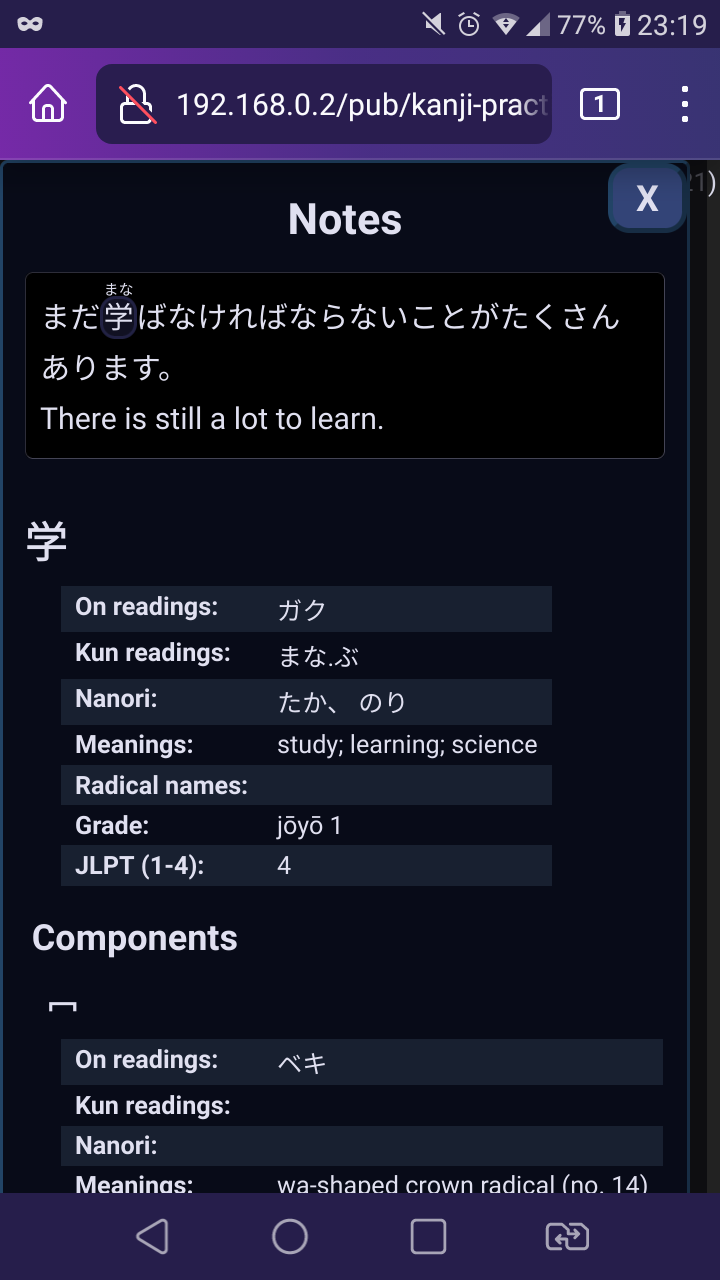 77% 23:19
192.168.0.2/pub/kanji-pract
1
21)
X
Notes
まな
まだ学ばなければならないことがたくさん
あります。
There is still a lot to learn.
学
On readings: ガク
Kun readings: まな.ぶ
Nanori: たか、 のり
Meanings: study; learning; science
Radical names:
Grade: jōyō 1
JLPT (1-4): 4
Components
冖
On readings: ベキ
Kun readings:
Nanori:
Meanings: wa-shaped crown radical (no. 14)